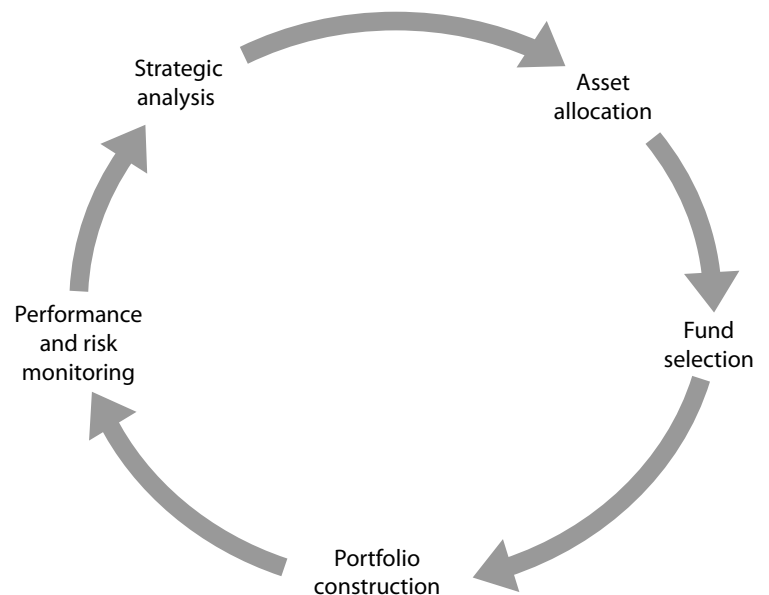 Strategic
analysis
Asset
allocation
Fund
selection
Portfolio
construction
Performance
and risk
monitoring